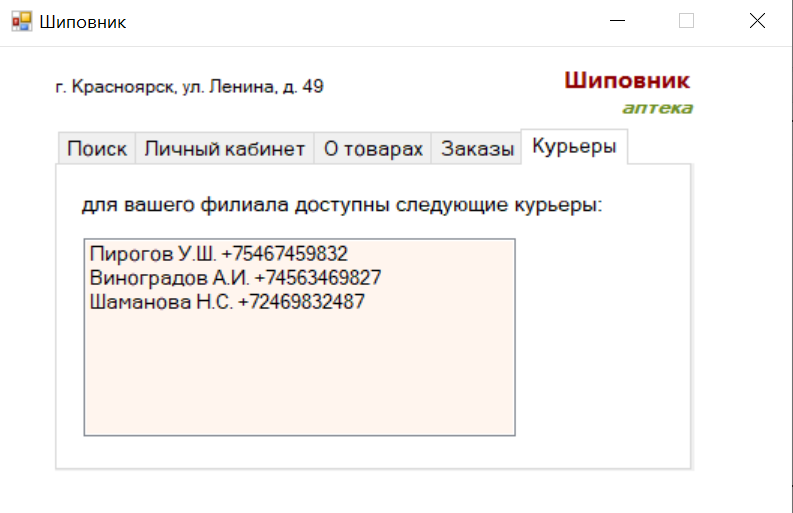 Шиповник
г. Красноярск, ул. Ленина, д. 49
Шиповник
аптека
Поиск Личный кабинет О товарах Заказы Курьеры
для вашего филиала доступны следующие курьеры:
Пирогов У.Ш. +75467459832
Виноградов А.И. +74563469827
Шаманова Н.С. +72469832487